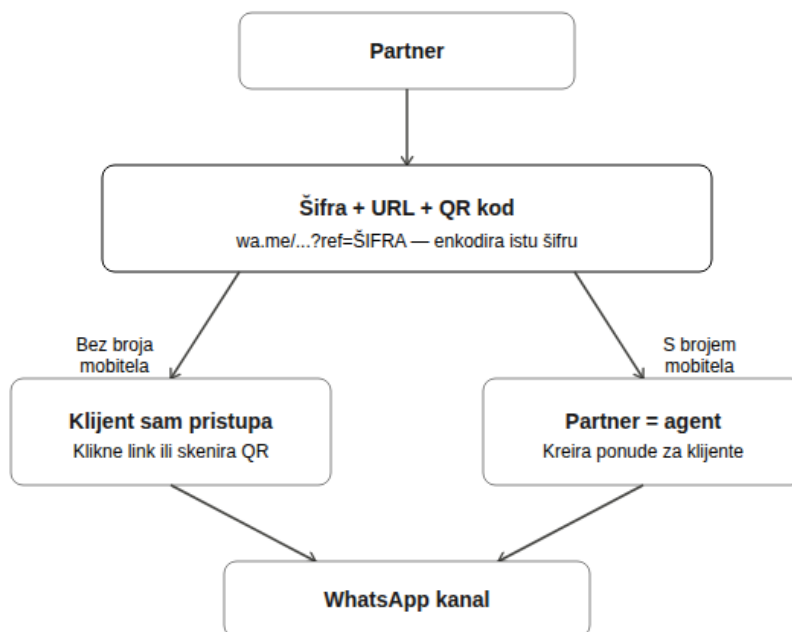 Partner
Šifra + URL + QR kod
wa.me/...?ref=ŠIFRA — enkodira istu šifru
Bez broja
mobitela
S brojem
mobitela
Klijent sam pristupa
Klikne link ili skenira QR
Partner = agent
Kreira ponude za klijente
WhatsApp kanal